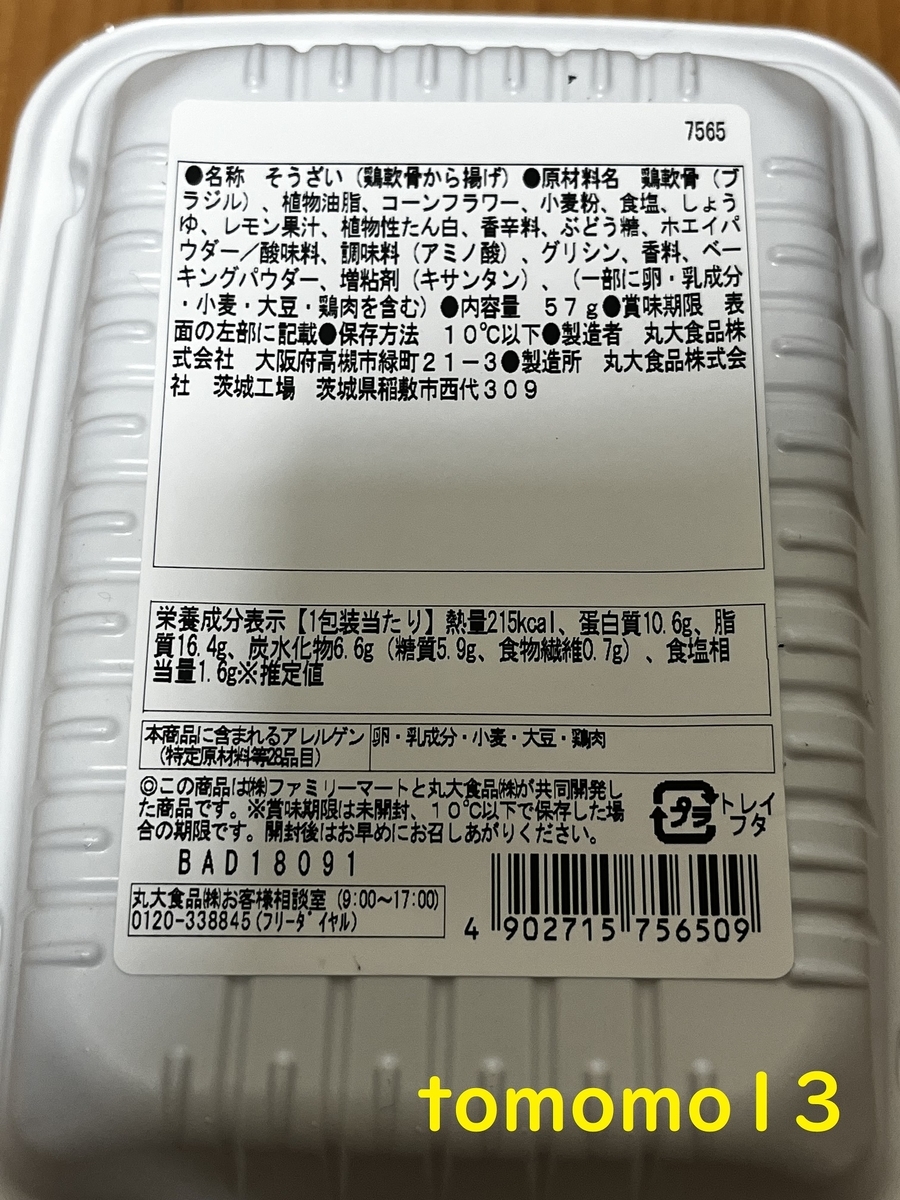 7565
●名称　そうざい（鶏軟骨から揚げ）●原材料名　鶏軟骨（ブ
ラジル）、植物油脂、コーンフラワー、小麦粉、食塩、しょう
ゆ、レモン果汁、植物性たん白、香辛料、ぶどう糖、ホエイパ
ウダー／酸味料、調味料（アミノ酸）、グリシン、香料、ベー
キングパウダー、増粘剤（キサンタン）、（一部に卵・乳成分
・小麦・大豆・鶏肉を含む）●内容量　５７ｇ●賞味期限　表
面の左部に記載●保存方法　１０℃以下●製造者　丸大食品株
式会社　大阪府高槻市緑町２１－３●製造所　丸大食品株式会
社　茨城工場　茨城県稲敷市西代３０９
栄養成分表示【1包装当たり】熱量215kcal、蛋白質10.6g、脂
質16.4g、炭水化物6.6g（糖質5.9g、食物繊維0.7g）、食塩相
当量1.6g※推定値
本商品に含まれるアレルゲン
（特定原材料等28品目）
卵・乳成分・小麦・大豆・鶏肉
◎この商品は㈱ファミリーマートと丸大食品㈱が共同開発し
た商品です。※賞味期限は未開封、１０℃以下で保存した場
合の期限です。開封後はお早めにお召しあがりください。
プラ
トレイ
フタ
BAD18091
丸大食品㈱お客様相談室（9:00～17:00）
0120-338845(フリーダイヤル)
4 902715 756509
tomomo13